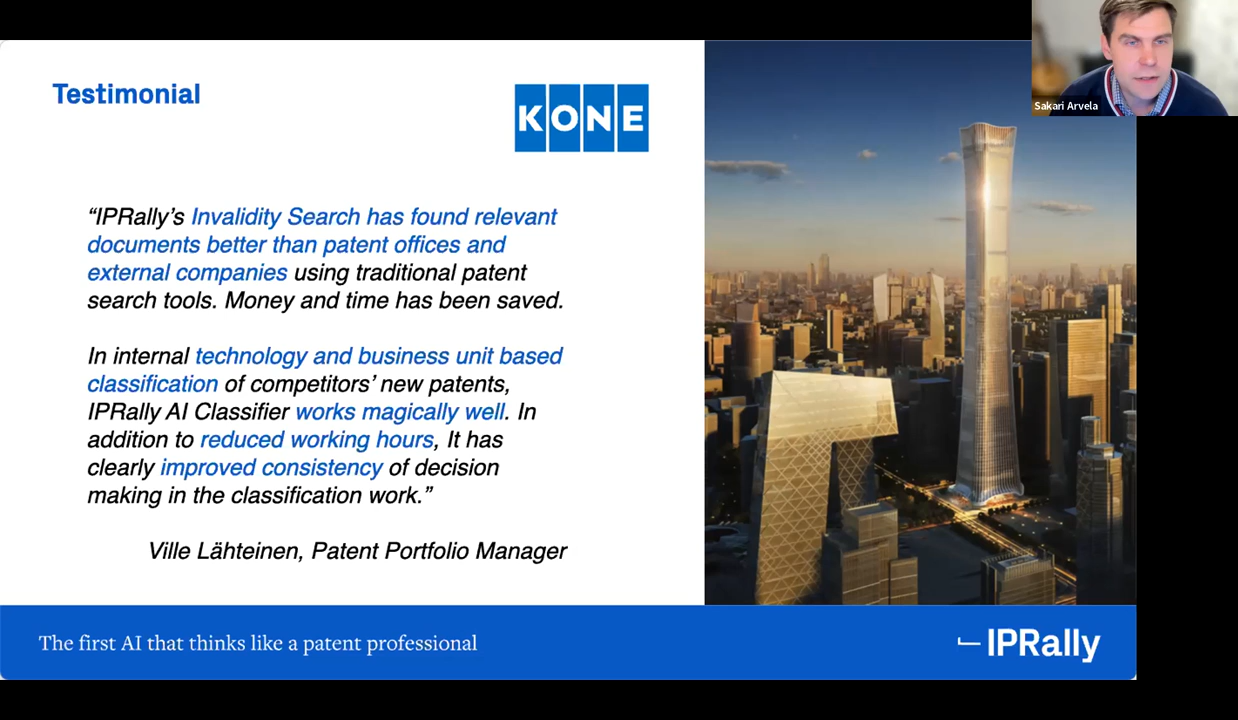 Testimonial
KONE
“IPRally’s Invalidity Search has found relevant
documents better than patent offices and
external companies using traditional patent
search tools. Money and time has been saved.
In internal technology and business unit based
classification of competitors’ new patents,
IPRally AI Classifier works magically well. In
addition to reduced working hours, It has
clearly improved consistency of decision
making in the classification work.”
Ville Lähteinen, Patent Portfolio Manager
The first AI that thinks like a patent professional
IPRally
Sakari Arvela